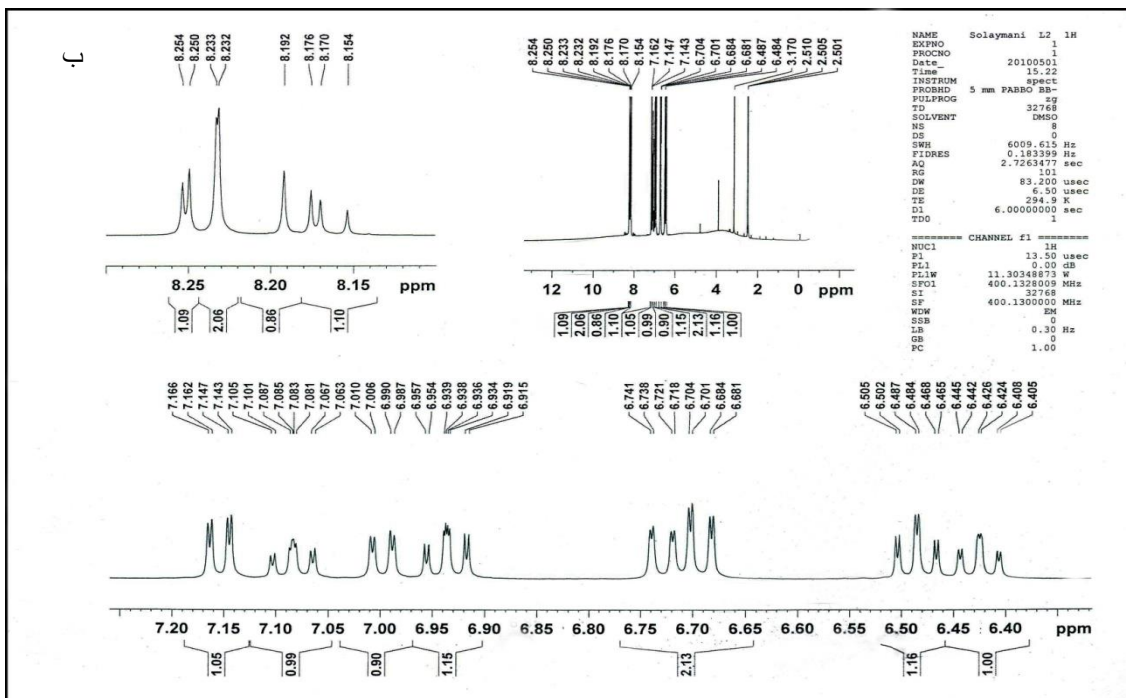 ل.
8.254
8.250
8.233
8.232
8.192
8.176
8.170
8.154
8.25 8.20 8.15 ppm
1.09 2.06 0.86 1.10
8.254
8.250
8.233
8.232
8.192
8.176
8.170
8.154
7.162
7.147
7.143
6.704
6.701
6.684
6.681
6.487
6.484
3.170
2.510
2.505
2.501
12 10 8 6 4 2 0 ppm
1.09 2.06 0.86 1.10 1.05 0.99 0.90 1.15 2.13 1.16 1.00
NAME Solaymani L2 1H
EXPNO 1
PROCNO 1
Date_ 20100501
Time 15.22
INSTRUM spect
PROBHD 5 mm PABBO BB-
PULPROG zg
TD 32768
SOLVENT DMSO
NS 8
DS 0
SWH 6009.615 Hz
FIDRES 0.183399 Hz
AQ 2.7263477 sec
RG 101
DW 83.200 usec
DE 6.50 usec
TE 294.9 K
D1 6.00000000 sec
TD0 1
======== CHANNEL f1 ========
NUC1 1H
P1 13.50 usec
PL1 0.00 dB
PL1W 11.30348873 W
SFO1 400.1328009 MHz
SI 32768
SF 400.1300000 MHz
WDW EM
SSB 0
LB 0.30 Hz
GB 0
PC 1.00
7.166
7.162
7.147
7.143
7.105
7.101
7.087
7.085
7.083
7.081
7.067
7.063
7.010
7.006
6.990
6.987
6.957
6.954
6.939
6.938
6.936
6.934
6.919
6.915
6.741
6.738
6.721
6.718
6.704
6.701
6.684
6.681
6.505
6.502
6.487
6.484
6.468
6.465
6.445
6.442
6.426
6.424
6.408
6.405
7.20 7.15 7.10 7.05 7.00 6.95 6.90 6.85 6.80 6.75 6.70 6.65 6.60 6.55 6.50 6.45 6.40 ppm
1.05 0.99 0.90 1.15 2.13 1.16 1.00